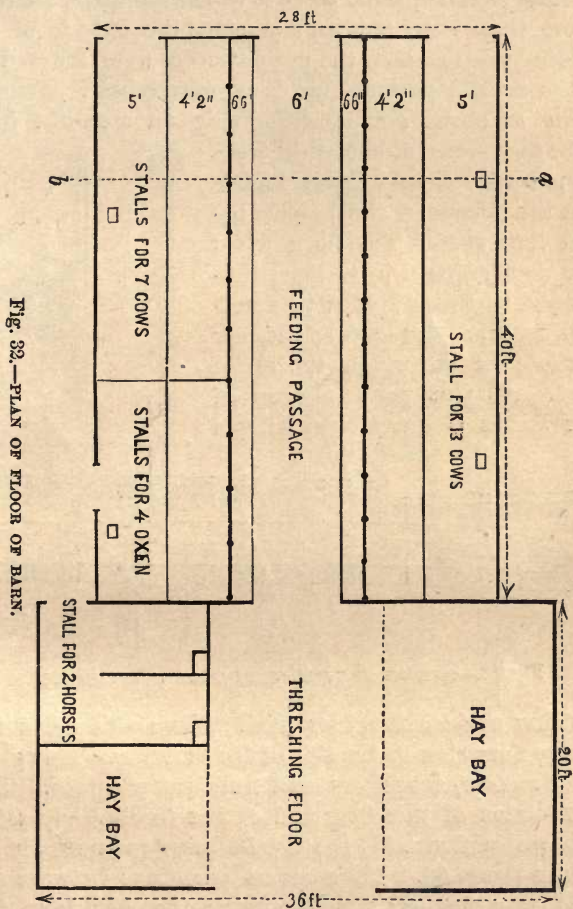 28 ft
5'
4'2"
66'
6'
66"
4'2"
5'
b
a
STALLS FOR 7 COWS
FEEDING PASSAGE
STALL FOR 13 COWS
40 ft
STALLS FOR 4 OXEN
STALL FOR 2 HORSES
THRESHING FLOOR
HAY BAY
HAY BAY
20 ft
36 ft
Fig. 32.—PLAN OF FLOOR OF BARN.